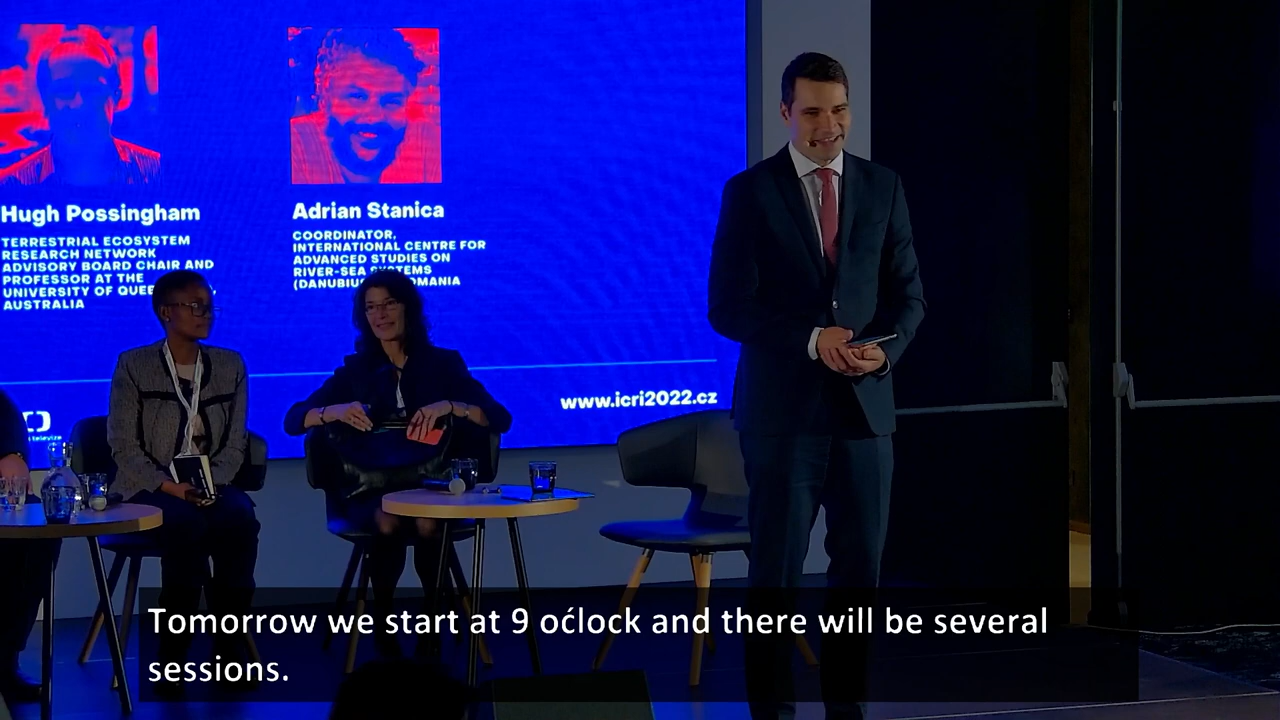 Hugh Possingham
TERRESTRIAL ECOSYSTEM
RESEARCH NETWORK
ADVISORY BOARD CHAIR AND
PROFESSOR AT THE
UNIVERSITY OF
AUSTRALIA
Adrian Stanica
COORDINATOR,
INTERNATIONAL CENTRE FOR
ADVANCED STUDIES ON
RIVER-SEA SYSTEMS
www.icri2022.cz
Tomorrow we start at 9 oćlock and there will be several
sessions.